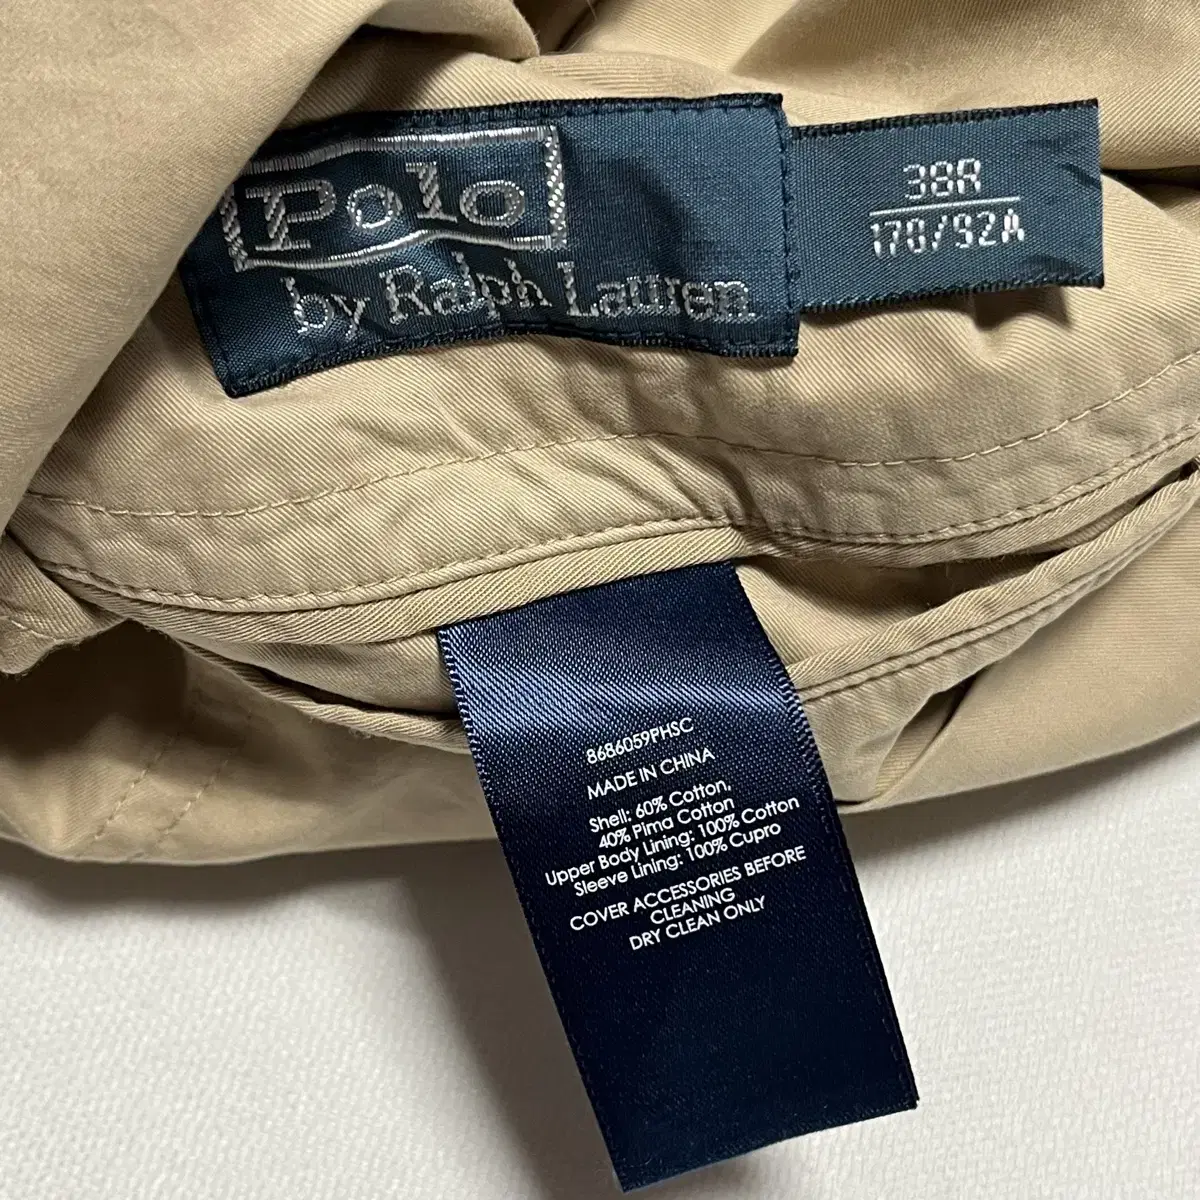 Polo
by Ralph Lauren
38R
170/92A
8686059PHSC
MADE IN CHINA
Shell: 60% Cotton,
40% Pima Cotton
Upper Body Lining: 100% Cotton
Sleeve Lining: 100% Cupro
COVER ACCESSORIES BEFORE
CLEANING
DRY CLEAN ONLY